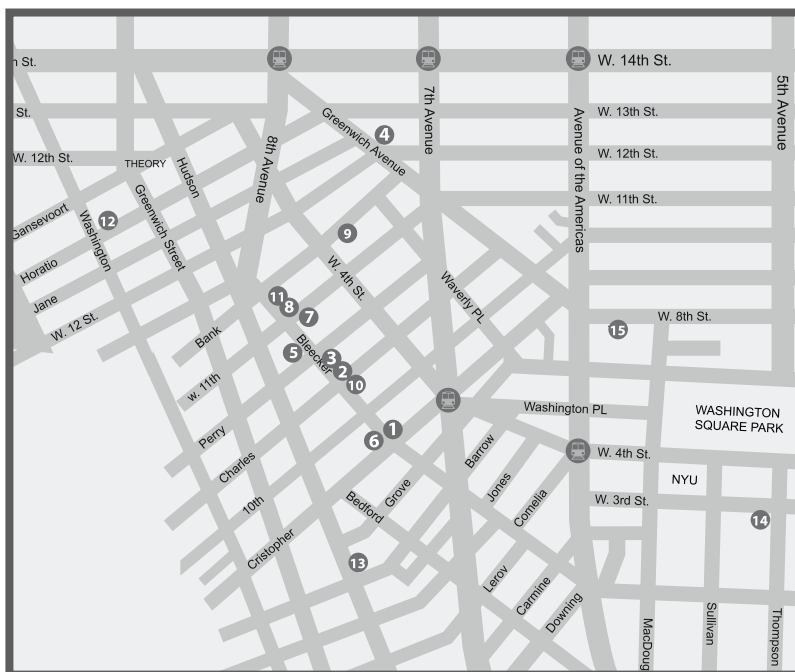 n St.
W. 14th St.
St.
7th Avenue
5th Avenue
Greenwich Avenue
4
8th Avenue
Avenue of the Americas
W. 13th St.
W. 12th St.
THEORY
Hudson
W. 12th St.
Gansevoort
12
Washington
Greenwich Street
W. 11th St.
9
Horatio
W. 4th St.
Waverly PL
Jane
11
8
7
W. 12 St.
W. 8th St.
15
Bank
5
Bleecker
3
2
10
w. 11th
Washington PL
WASHINGTON
SQUARE PARK
Perry
6
1
Barrow
Charles
W. 4th St.
Jones
NYU
10th
Bedford
Grove
Cornelia
W. 3rd St.
14
Cristopher
13
Leroy
Carmine
Downing
MacDoug
Sullivan
Thompson